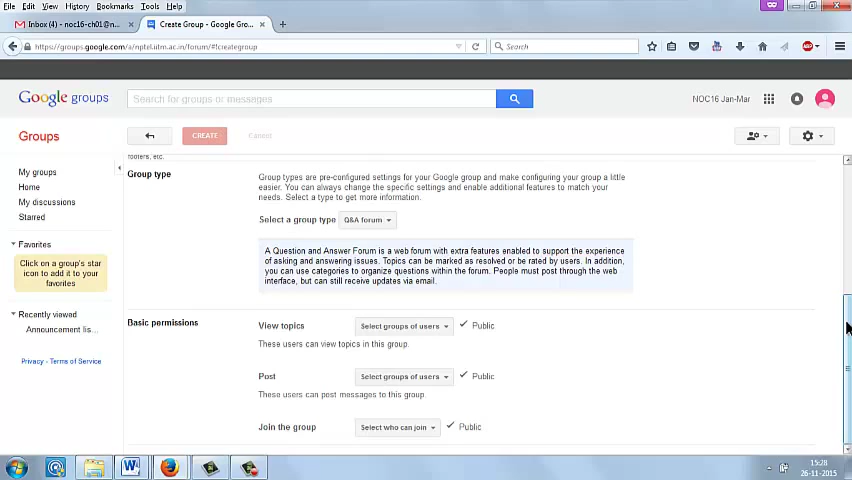 File Edit View History Bookmarks Tools Help
Inbox (4) - noc16-ch01@n... × Create Group - Google Gro... × +
https://groups.google.com/a/nptel.iitm.ac.in/forum/#!creategroup Search
Google groups Search for groups or messages NOC16 Jan-Mar
Groups CREATE Cancel
footers, etc.
My groups
Home
My discussions
Starred
Favorites
Click on a group's star
icon to add it to your
favorites
Recently viewed
Announcement lis...
Privacy - Terms of Service
Group type
Group types are pre-configured settings for your Google group and make configuring your group a little
easier. You can always change the specific settings and enable additional features to match your
needs. Select a type to get more information.
Select a group type Q&A forum
A Question and Answer Forum is a web forum with extra features enabled to support the experience
of asking and answering issues. Topics can be marked as resolved or be rated by users. In addition,
you can use categories to organize questions within the forum. People must post through the web
interface, but can still receive updates via email.
Basic permissions
View topics Select groups of users ✓ Public
These users can view topics in this group.
Post Select groups of users ✓ Public
These users can post messages to this group.
Join the group Select who can join ✓ Public
15:28
26-11-2015